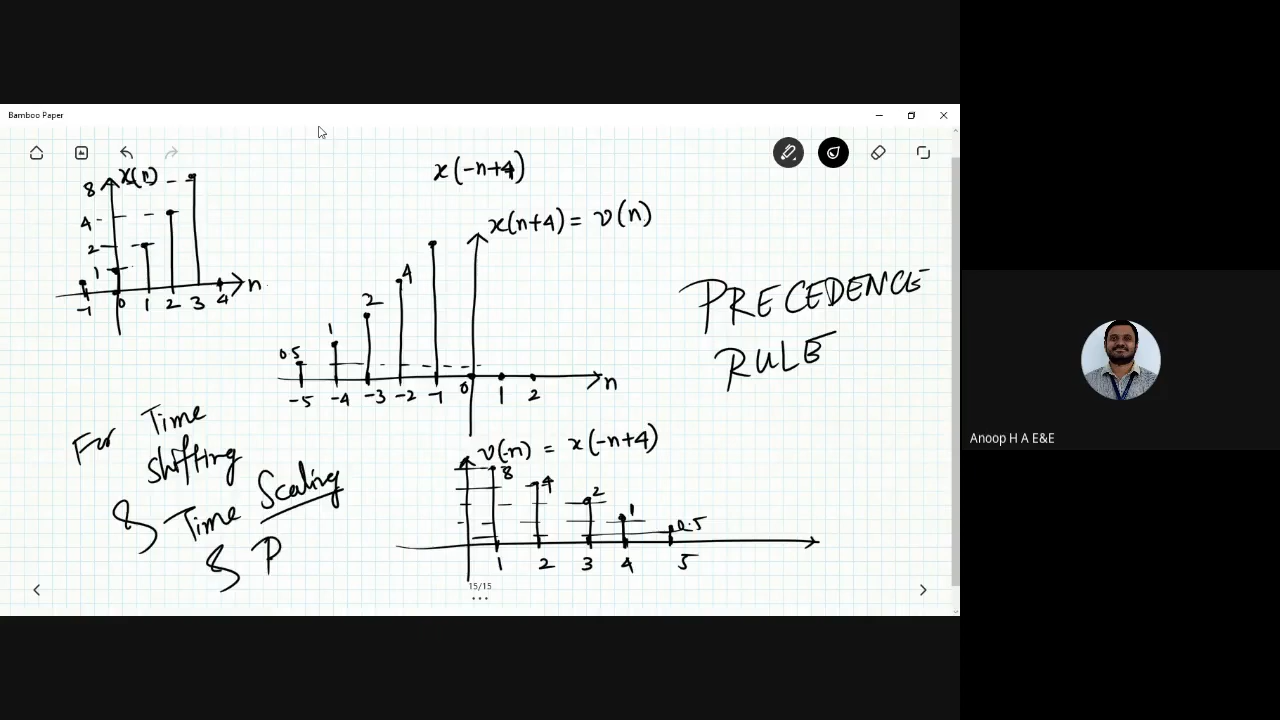 Bamboo Paper
x(n)
8
4
2
1
-1 0 1 2 3 4 n
x(-n+4)
x(n+4) = v(n)
0.5 1 2 4
-5 -4 -3 -2 -1 0 1 2 n
PRECEDENCE
RULE
For Time
shifting
& Time Scaling
& P
v(-n) = x(-n+4)
8 4 2 1 0.5
1 2 3 4 5
15/15
Anoop H A E&E